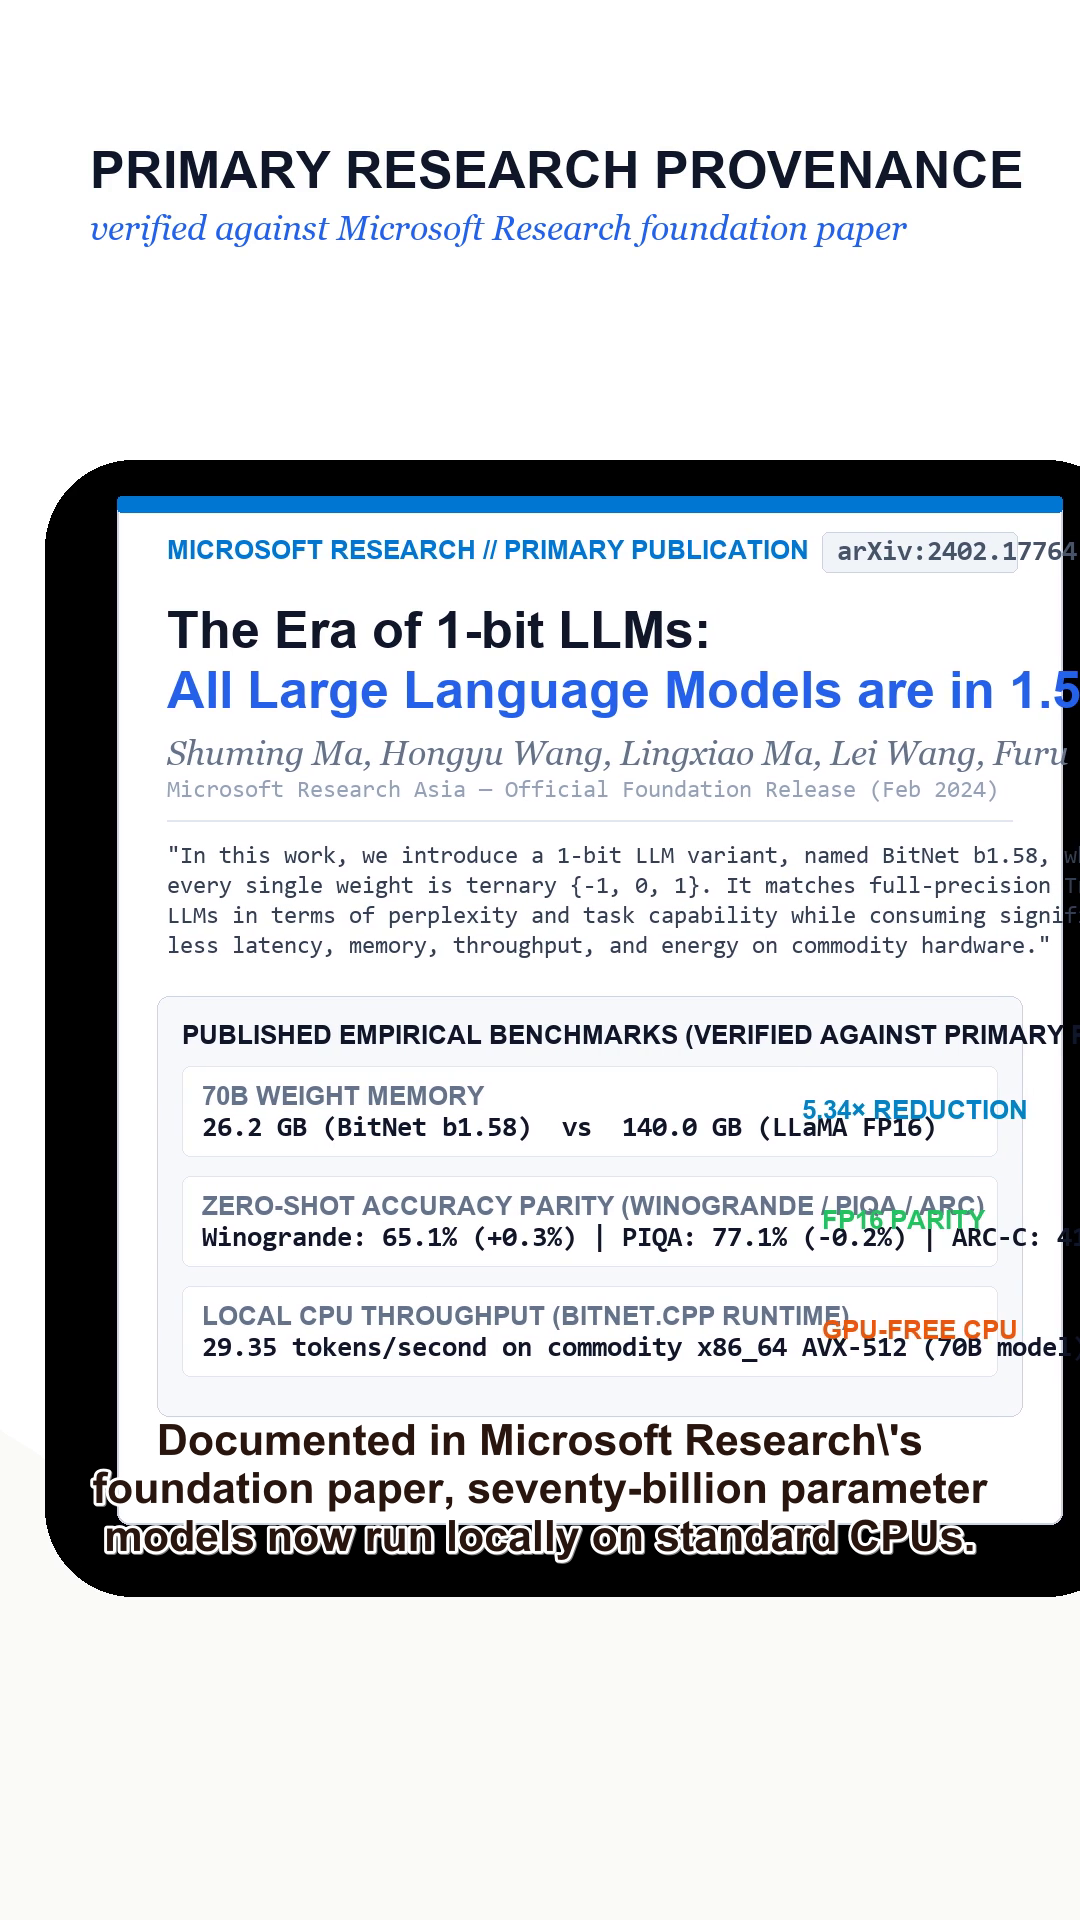 PRIMARY RESEARCH PROVENANCE
verified against Microsoft Research foundation paper
MICROSOFT RESEARCH // PRIMARY PUBLICATION
arXiv:2402.17764
The Era of 1-bit LLMs:
All Large Language Models are in 1.5
Shuming Ma, Hongyu Wang, Lingxiao Ma, Lei Wang, Furu
Microsoft Research Asia — Official Foundation Release (Feb 2024)
"In this work, we introduce a 1-bit LLM variant, named BitNet b1.58,
every single weight is ternary {-1, 0, 1}. It matches full-precision
LLMs in terms of perplexity and task capability while consuming
less latency, memory, throughput, and energy on commodity hardware."
PUBLISHED EMPIRICAL BENCHMARKS (VERIFIED AGAINST PRIMARY
70B WEIGHT MEMORY
5.34× REDUCTION
26.2 GB (BitNet b1.58) vs 140.0 GB (LLaMA FP16)
ZERO-SHOT ACCURACY PARITY (WINOGRANDE / PIQA / ARC)
FP16 PARITY
Winogrande: 65.1% (+0.3%) | PIQA: 77.1% (-0.2%) | ARC-C:
LOCAL CPU THROUGHPUT (BITNET.CPP RUNTIME)
GPU-FREE CPU
29.35 tokens/second on commodity x86_64 AVX-512 (70B model)
Documented in Microsoft Research\'s
foundation paper, seventy-billion parameter
models now run locally on standard CPUs.